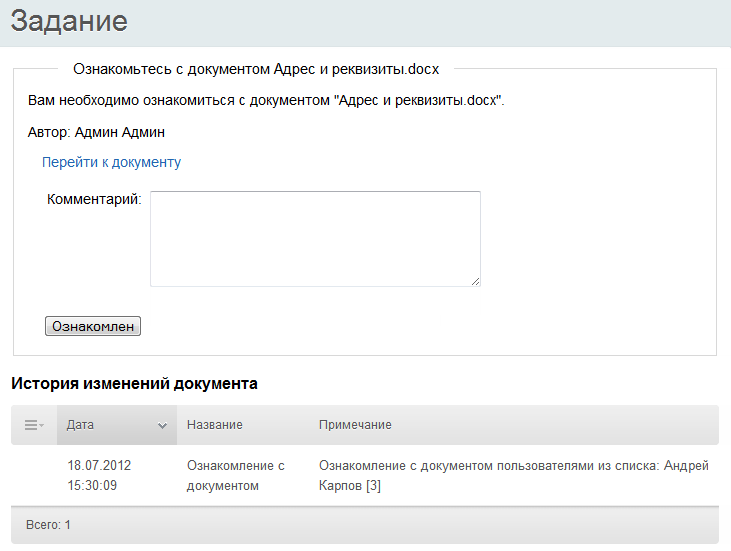 Задание
Ознакомьтесь с документом Адрес и реквизиты.docx
Вам необходимо ознакомиться с документом "Адрес и реквизиты.docx".
Автор: Админ Админ
Перейти к документу
Комментарий:
Ознакомлен
История изменений документа
Дата Название Примечание
18.07.2012 Ознакомление с Ознакомление с документом пользователями из списка: Андрей
15:30:09 документом Карпов [3]
Всего: 1